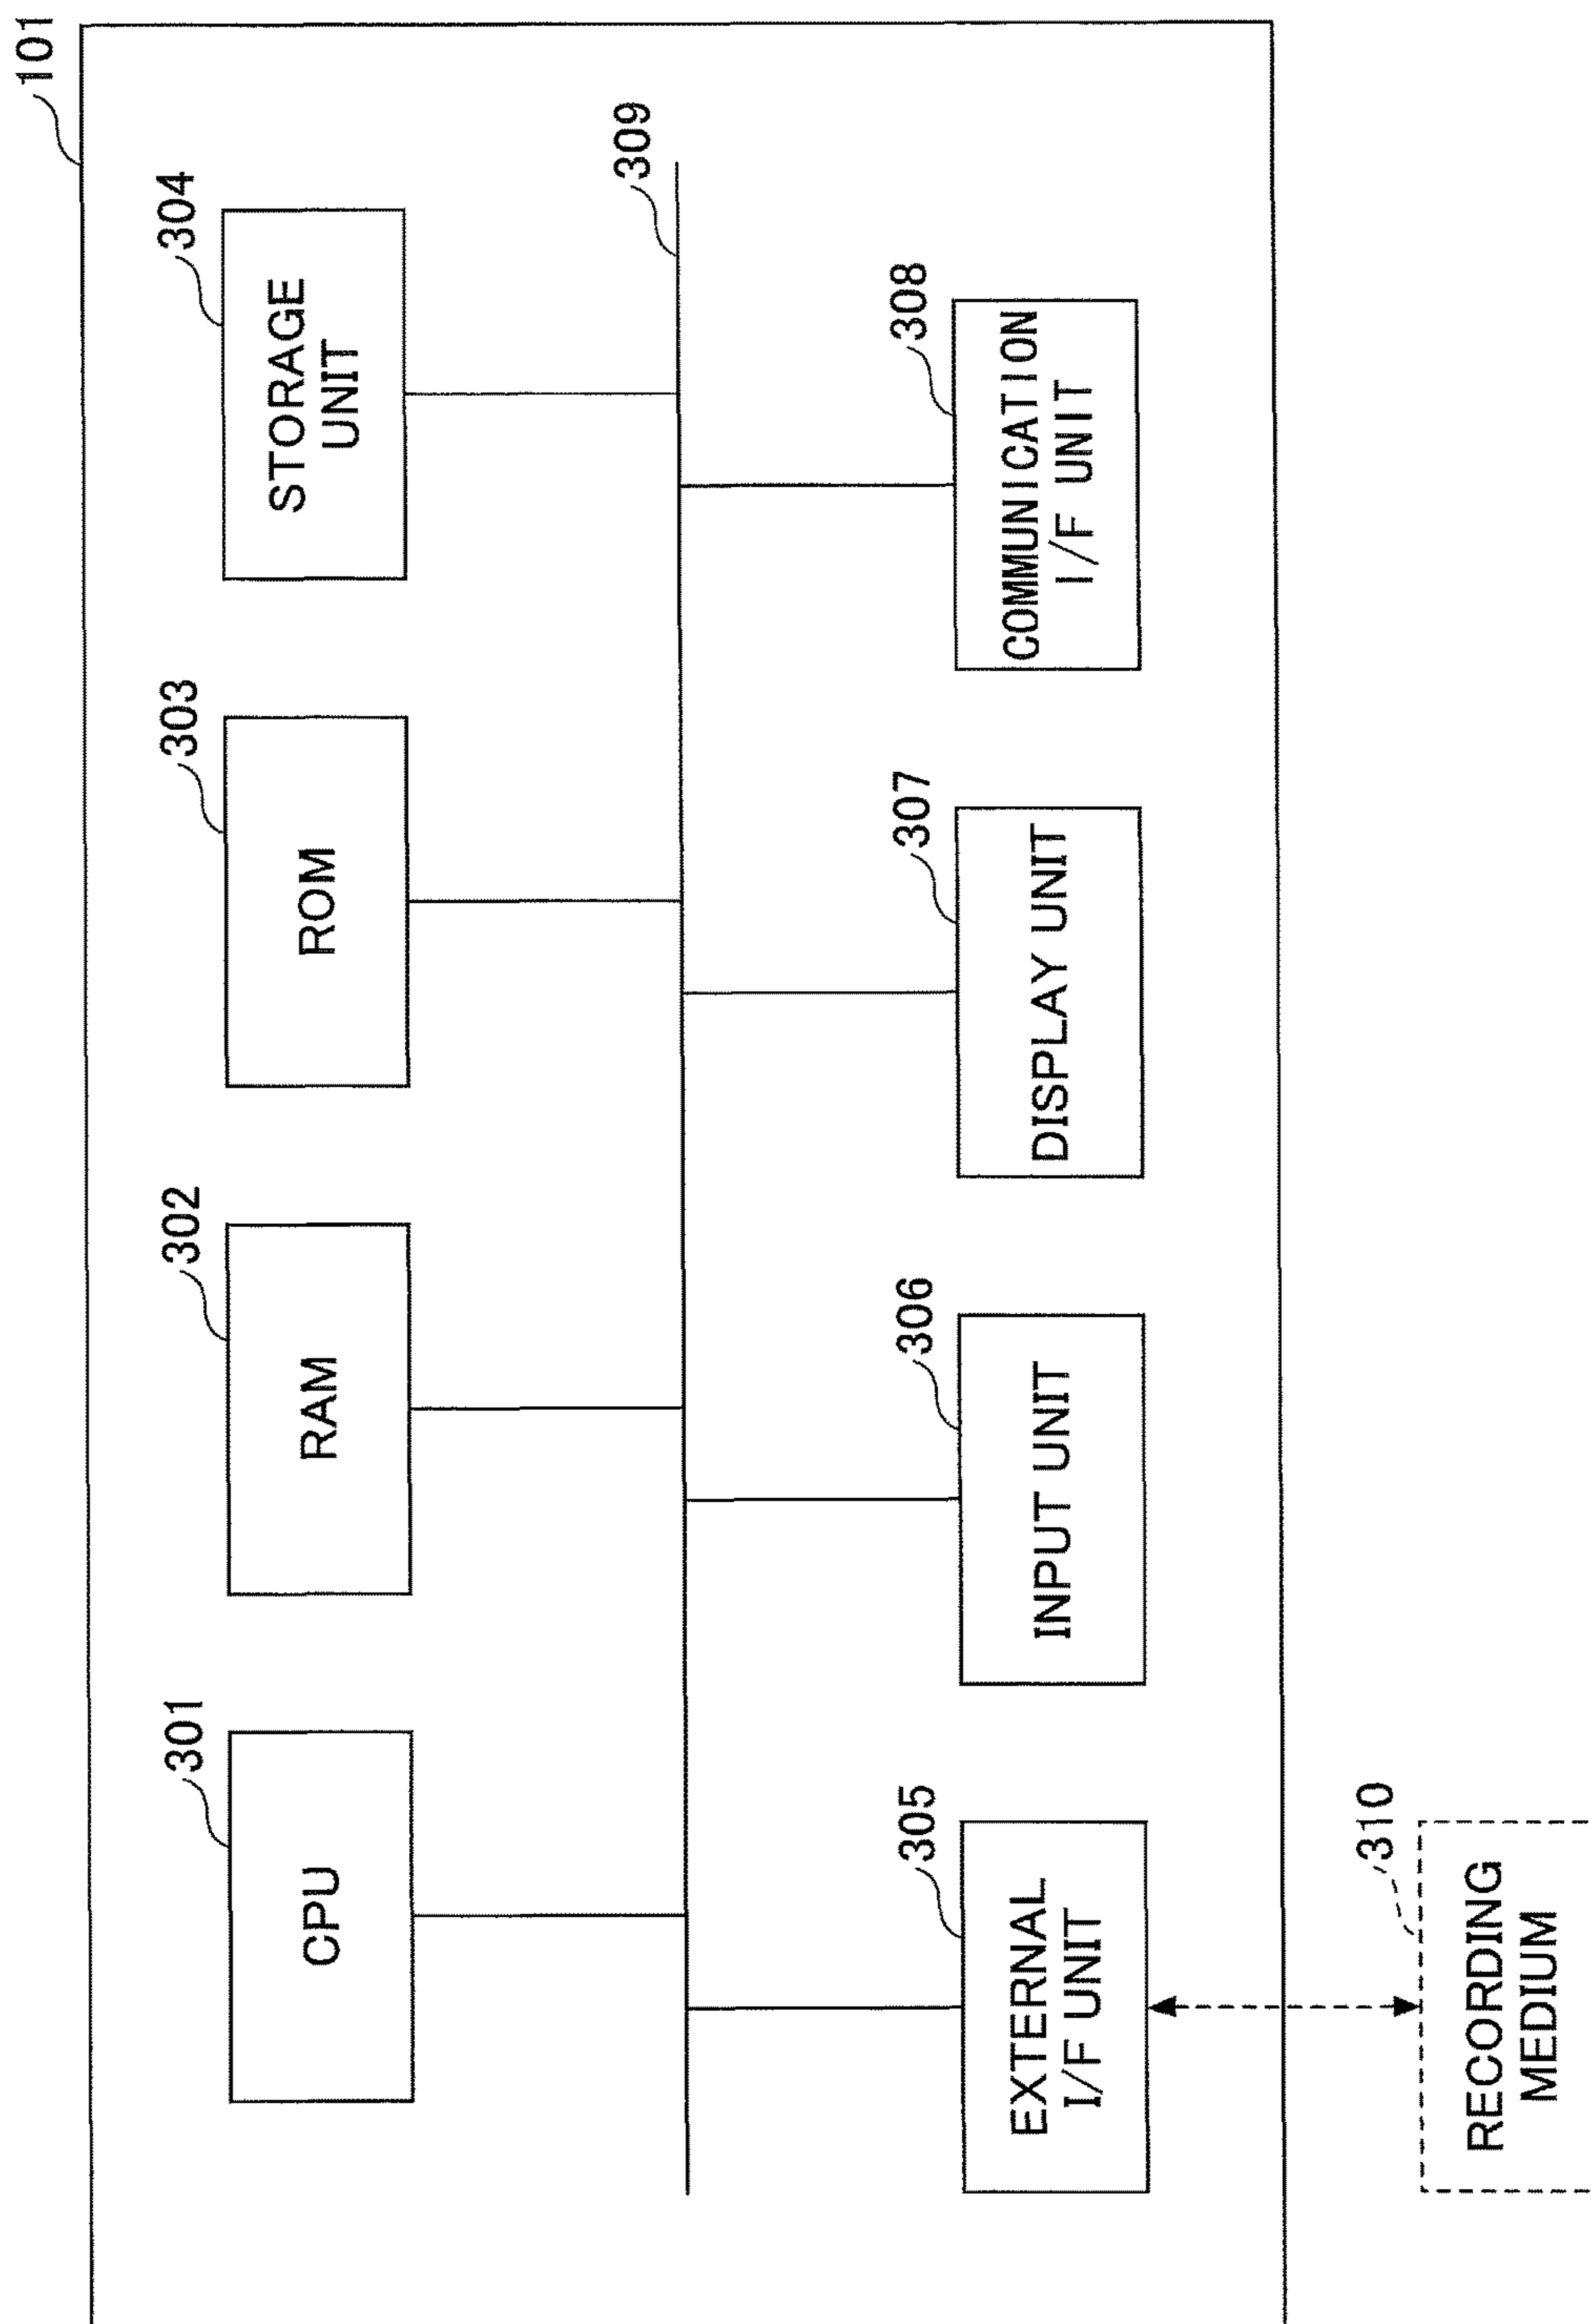 101
301
302
303
304
CPU
RAM
ROM
STORAGE
UNIT
309
305
306
307
308
EXTERNAL
I/F UNIT
INPUT UNIT
DISPLAY UNIT
COMMUNICATION
I/F UNIT
310
RECORDING
MEDIUM